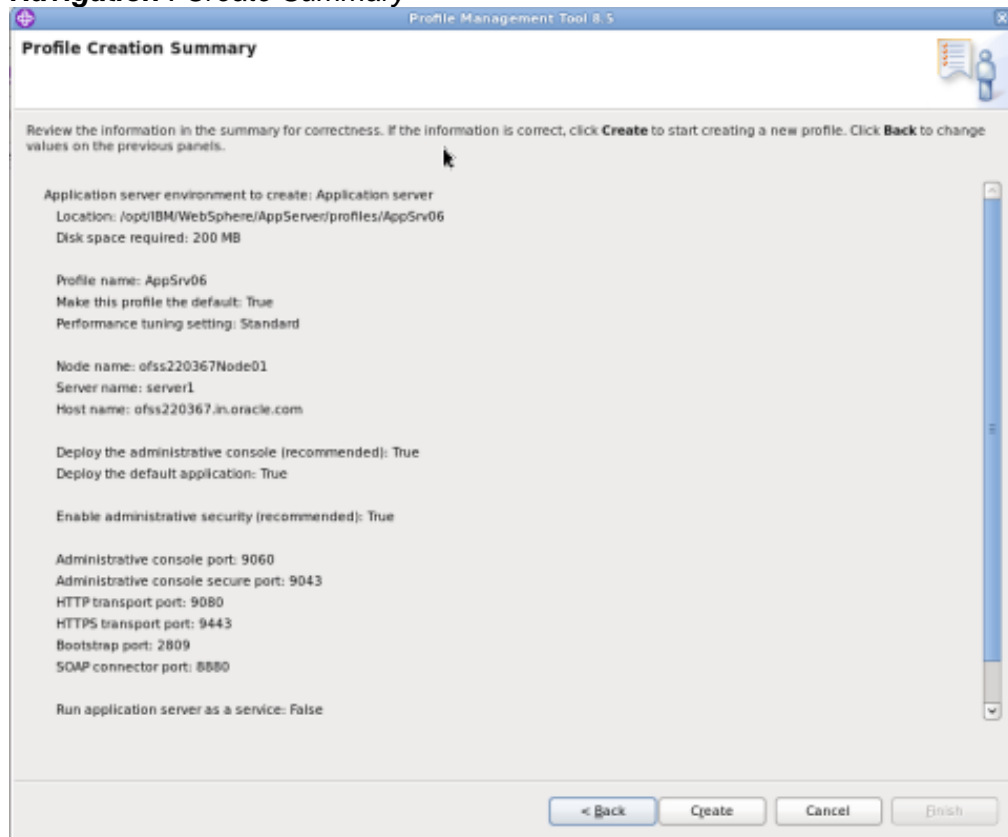 Navigation : Create Summary
Profile Management Tool 8.5
Profile Creation Summary
Review the information in the summary for correctness. If the information is correct, click Create to start creating a new profile. Click Back to change
values on the previous panels.
Application server environment to create: Application server
Location: /opt/IBM/WebSphere/AppServer/profiles/AppSrv06
Disk space required: 200 MB
Profile name: AppSrv06
Make this profile the default: True
Performance tuning setting: Standard
Node name: ofss220367Node01
Server name: server1
Host name: ofss220367.in.oracle.com
Deploy the administrative console (recommended): True
Deploy the default application: True
Enable administrative security (recommended): True
Administrative console port: 9060
Administrative console secure port: 9043
HTTP transport port: 9080
HTTPS transport port: 9443
Bootstrap port: 2809
SOAP connector port: 8880
Run application server as a service: False
< Back
Create
Cancel
Finish